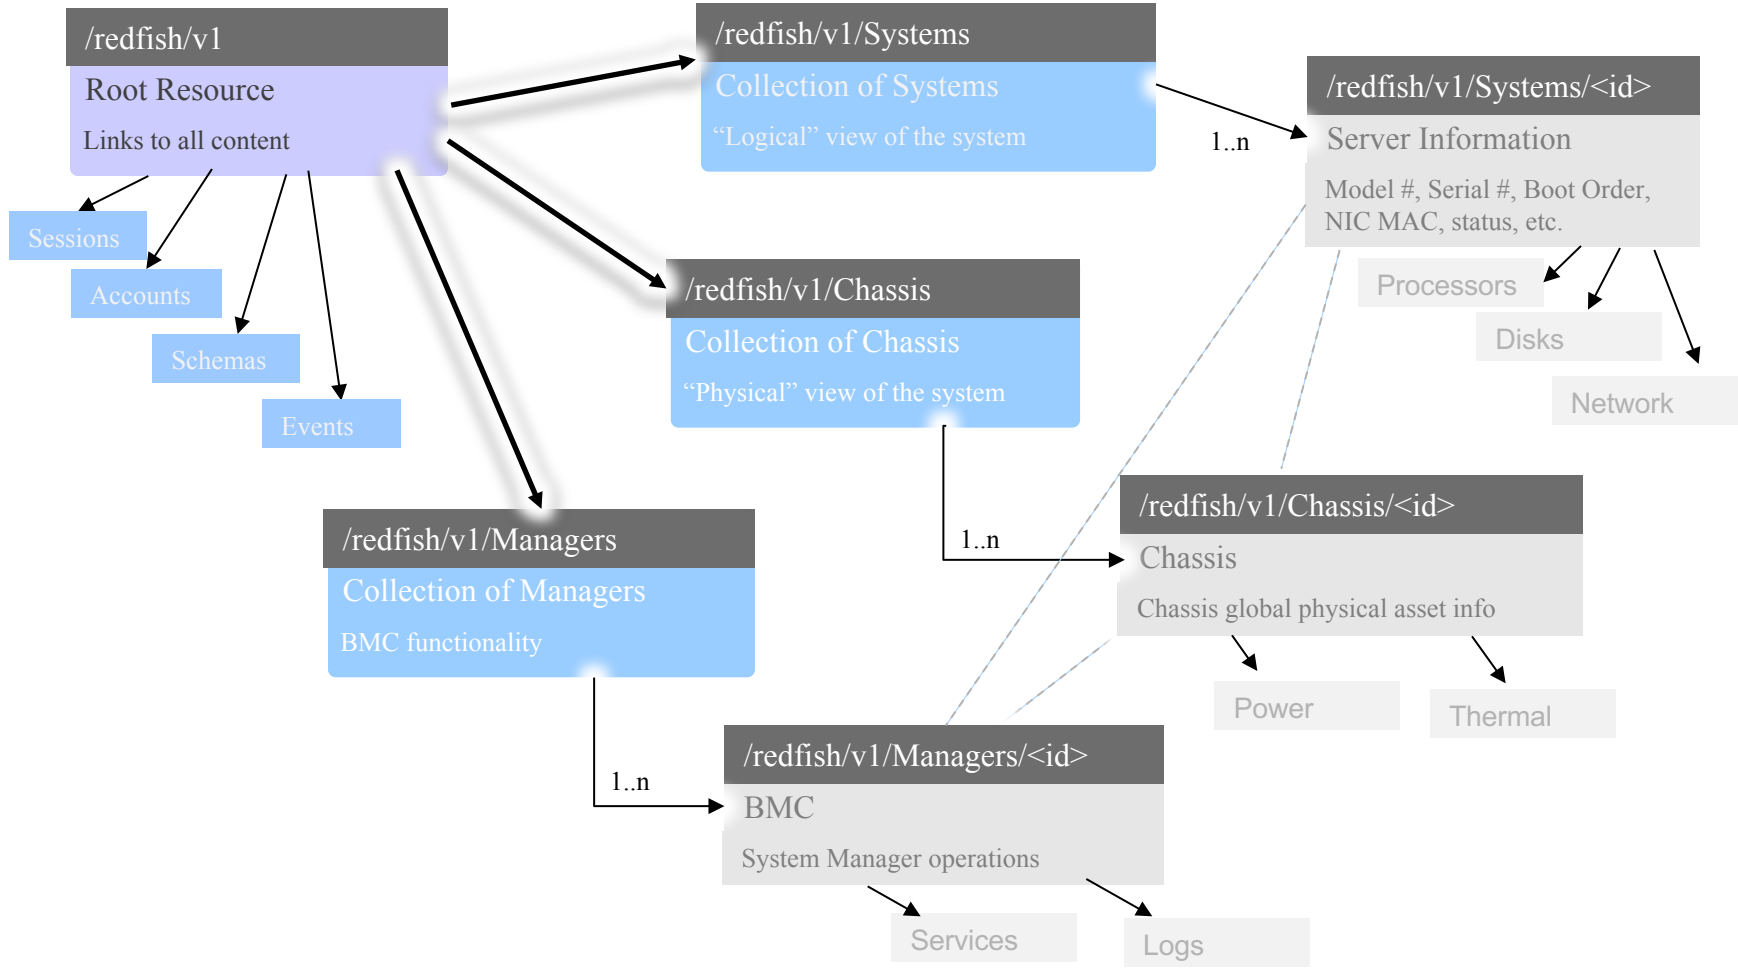 /redfish/v1
Root Resource
Links to all content
Sessions
Accounts
Schemas
Events
/redfish/v1/Systems
Collection of Systems
“Logical” view of the system
1..n
/redfish/v1/Systems/<id>
Server Information
Model #, Serial #, Boot Order,
NIC MAC, status, etc.
Processors
Disks
Network
/redfish/v1/Chassis
Collection of Chassis
“Physical” view of the system
1..n
/redfish/v1/Chassis/<id>
Chassis
Chassis global physical asset info
Power
Thermal
/redfish/v1/Managers
Collection of Managers
BMC functionality
1..n
/redfish/v1/Managers/<id>
BMC
System Manager operations
Services
Logs